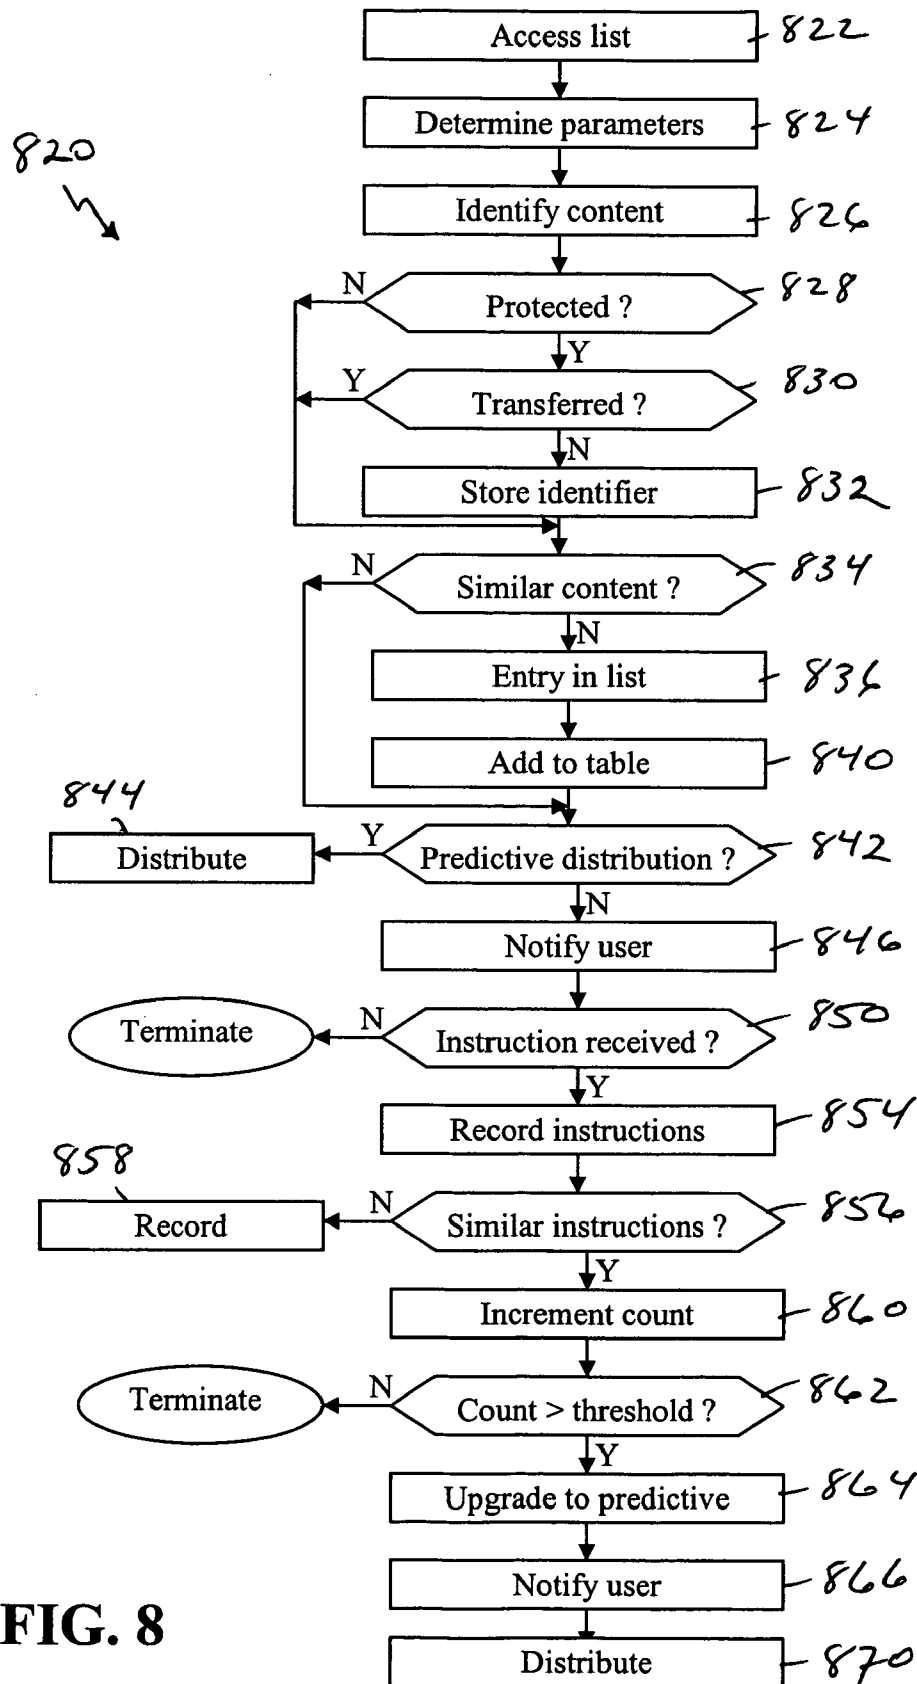 Access list 822
Determine parameters 824
820
Identify content 826
N
Protected ? 828
Y
Y
Transferred ? 830
N
Store identifier 832
N
Similar content ? 834
N
Entry in list 836
Add to table 840
844
Distribute
Y
Predictive distribution ? 842
N
Notify user 846
Terminate
N
Instruction received ? 850
Y
Record instructions 854
858
Record
N
Similar instructions ? 856
Y
Increment count 860
Terminate
N
Count > threshold ? 862
Y
Upgrade to predictive 864
Notify user 866
FIG. 8
Distribute 870